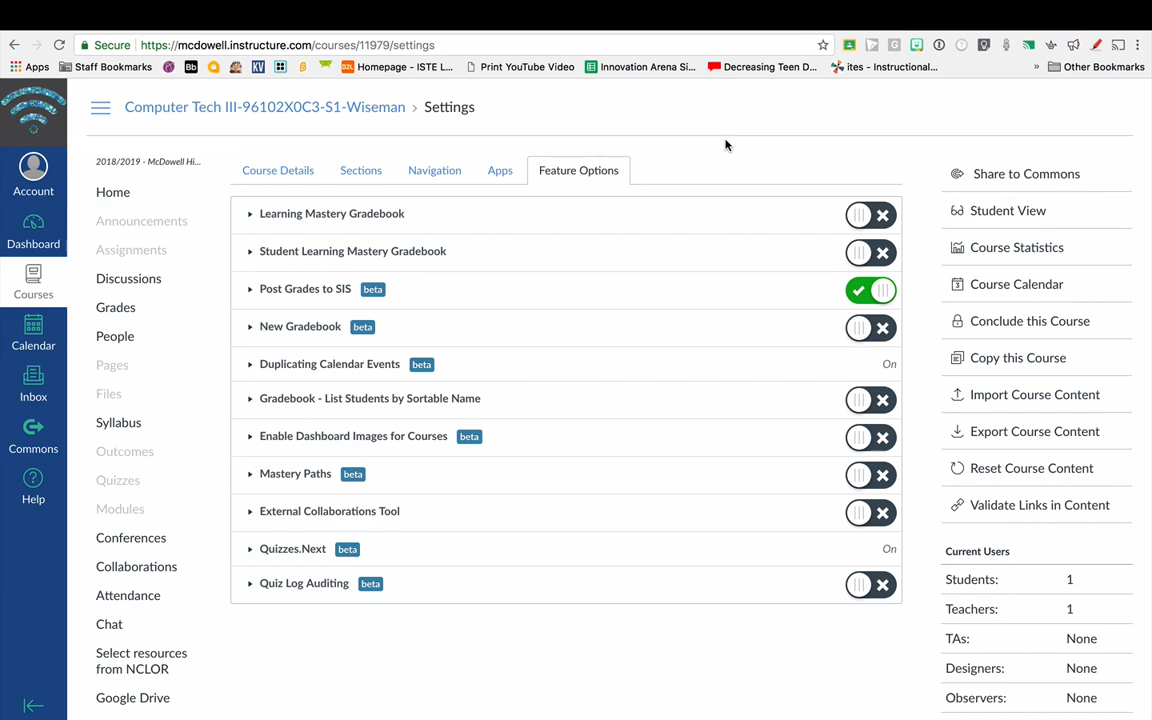 Secure https://mcdowell.instructure.com/courses/11979/settings
Apps Staff Bookmarks Bb KV D2L Homepage - ISTE L... Print YouTube Video Innovation Arena Si... Decreasing Teen D... ites - Instructional... » Other Bookmarks
Computer Tech III-96102X0C3-S1-Wiseman › Settings
Account
Dashboard
Courses
Calendar
Inbox
Commons
Help
2018/2019 - McDowell Hi...
Home
Announcements
Assignments
Discussions
Grades
People
Pages
Files
Syllabus
Outcomes
Quizzes
Modules
Conferences
Collaborations
Attendance
Chat
Select resources
from NCLOR
Google Drive
Course Details Sections Navigation Apps Feature Options
Learning Mastery Gradebook
Student Learning Mastery Gradebook
Post Grades to SIS beta
New Gradebook beta
Duplicating Calendar Events beta On
Gradebook - List Students by Sortable Name
Enable Dashboard Images for Courses beta
Mastery Paths beta
External Collaborations Tool
Quizzes.Next beta On
Quiz Log Auditing beta
Share to Commons
Student View
Course Statistics
Course Calendar
Conclude this Course
Copy this Course
Import Course Content
Export Course Content
Reset Course Content
Validate Links in Content
Current Users
Students: 1
Teachers: 1
TAs: None
Designers: None
Observers: None